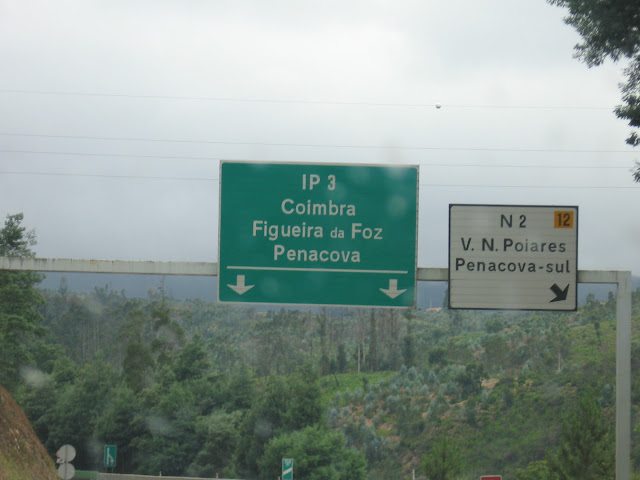 IP 3
Coimbra
Figueira da Foz
Penacova
N 2 12
V. N. Poiares
Penacova-sul